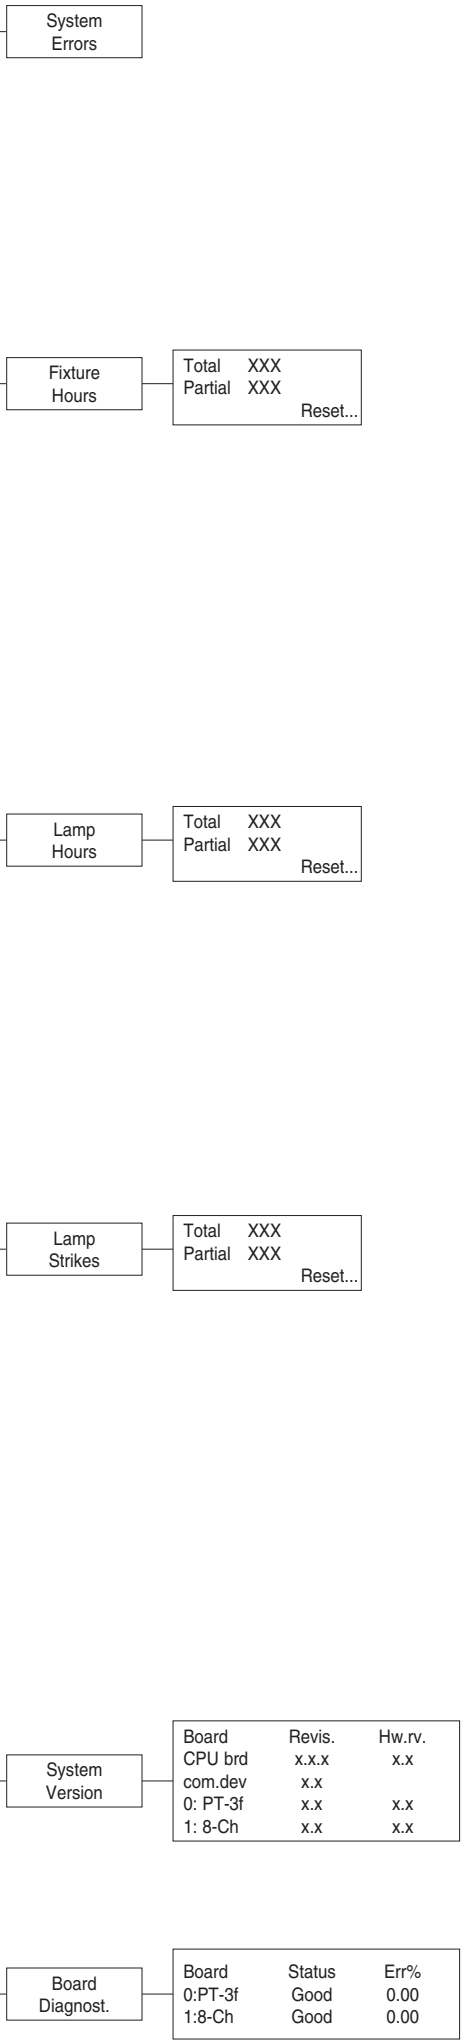 System
Errors
Fixture
Hours
Total XXX
Partial XXX
Reset...
Lamp
Hours
Total XXX
Partial XXX
Reset...
Lamp
Strikes
Total XXX
Partial XXX
Reset...
System
Version
Board Revis. Hw.rv.
CPU brd x.x.x x.x
com.dev x.x
0: PT-3f x.x x.x
1: 8-Ch x.x x.x
Board
Diagnost.
Board Status Err%
0:PT-3f Good 0.00
1:8-Ch Good 0.00